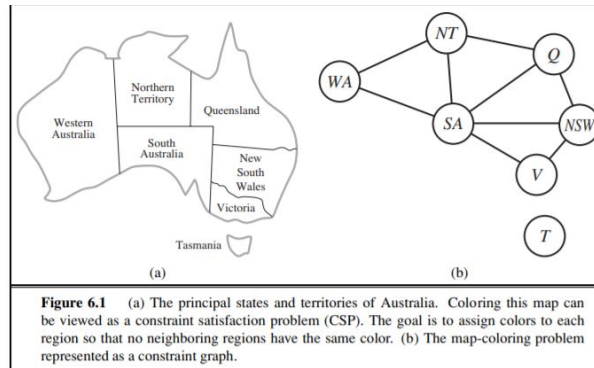 Western
Australia
Northern
Territory
Queensland
South
Australia
New
South
Wales
Victoria
Tasmania
(a)
NT
Q
WA
SA
NSW
V
T
(b)
Figure 6.1 (a) The principal states and territories of Australia. Coloring this map can
be viewed as a constraint satisfaction problem (CSP). The goal is to assign colors to each
region so that no neighboring regions have the same color. (b) The map-coloring problem
represented as a constraint graph.